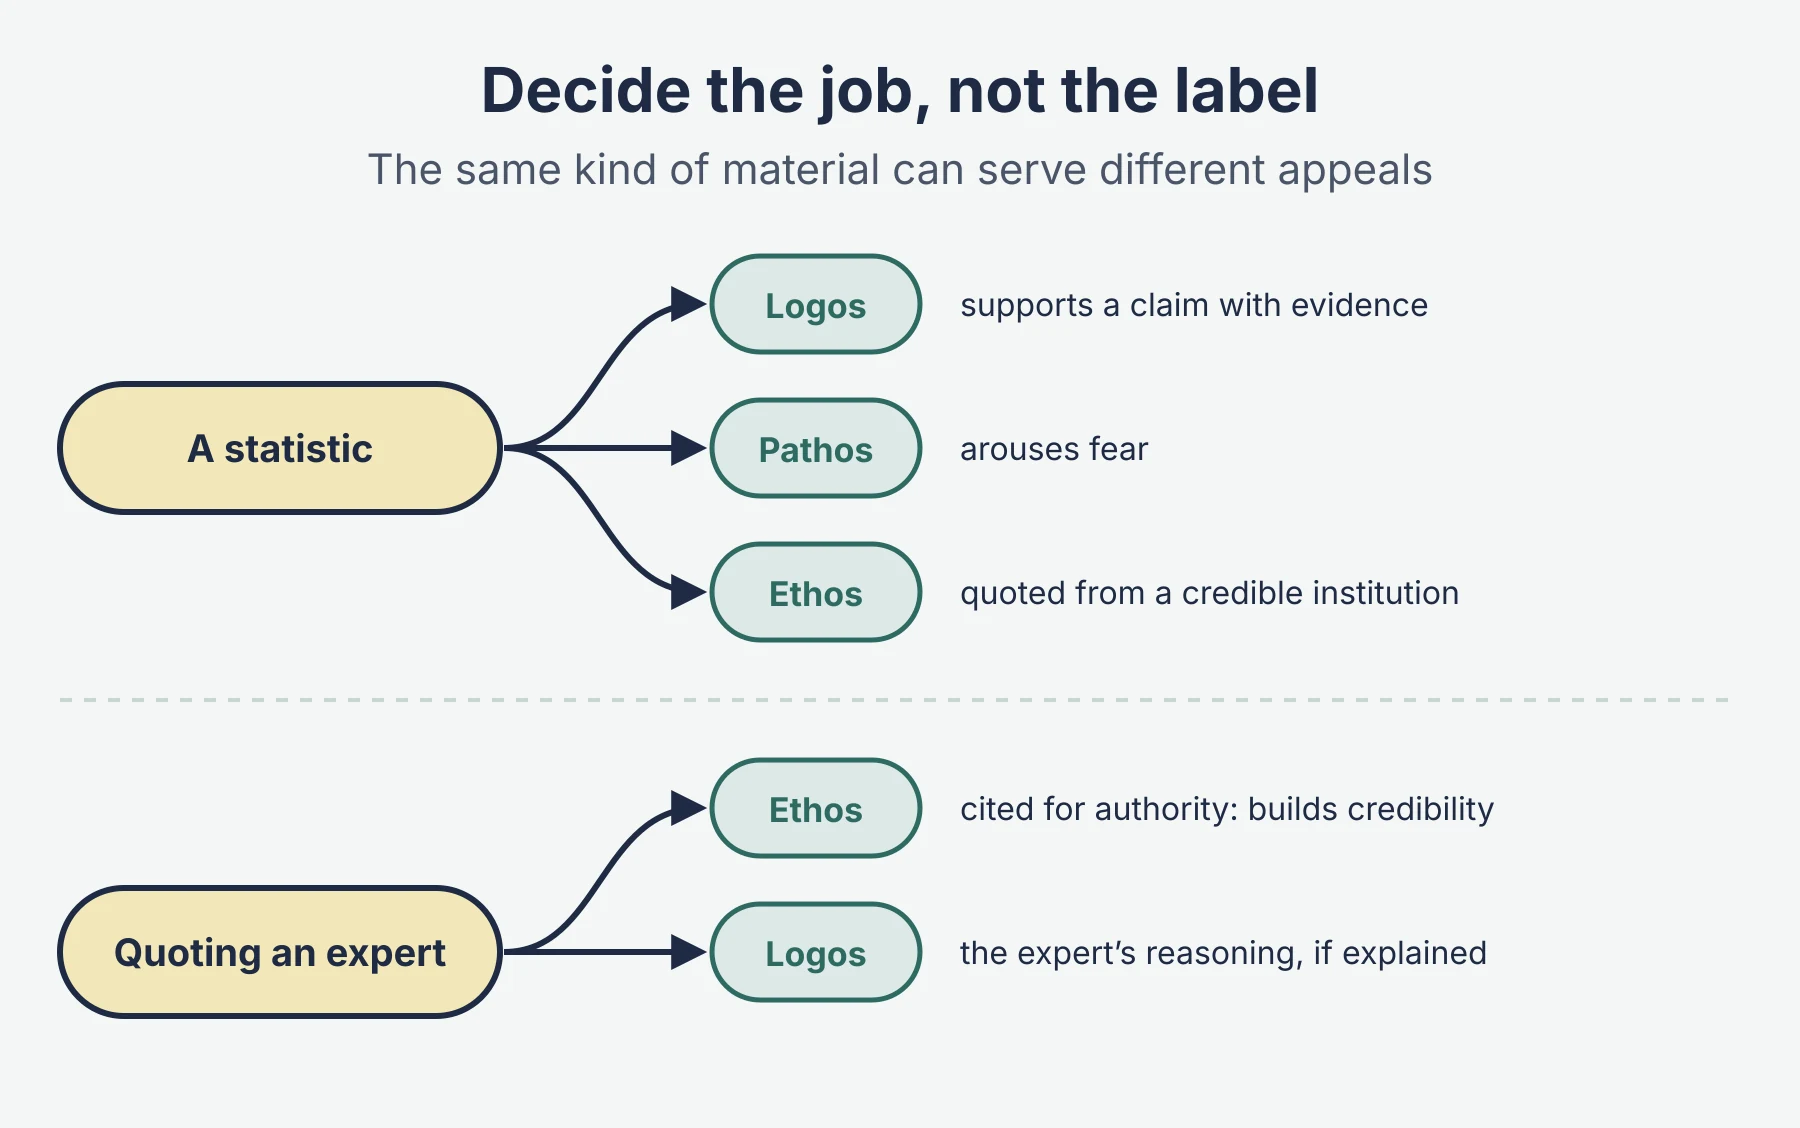 Decide the job, not the label
The same kind of material can serve different appeals
A statistic
Logos
supports a claim with evidence
Pathos
arouses fear
Ethos
quoted from a credible institution
Quoting an expert
Ethos
cited for authority: builds credibility
Logos
the expert’s reasoning, if explained